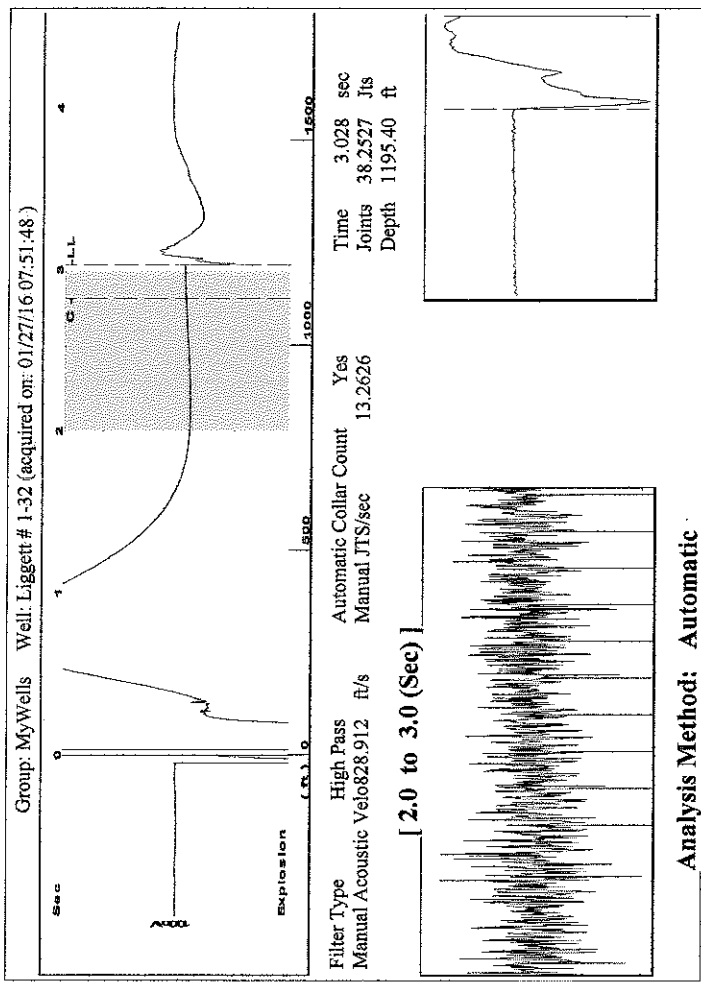 Group: MyWells Well: Liggett # 1-32 (acquired on: 01/27/16 07:51:48 )
Sec 0 1 2 3 4
C
LL
Explosion
(ft) 0 500 1000 1500
Filter Type High Pass Automatic Collar Count Yes Time 3.028 sec
Manual Acoustic Velo828.912 ft/s Manual JTS/sec 13.2626 Joints 38.2527 Jts
Depth 1195.40 ft
[ 2.0 to 3.0 (Sec) ]
Analysis Method: Automatic